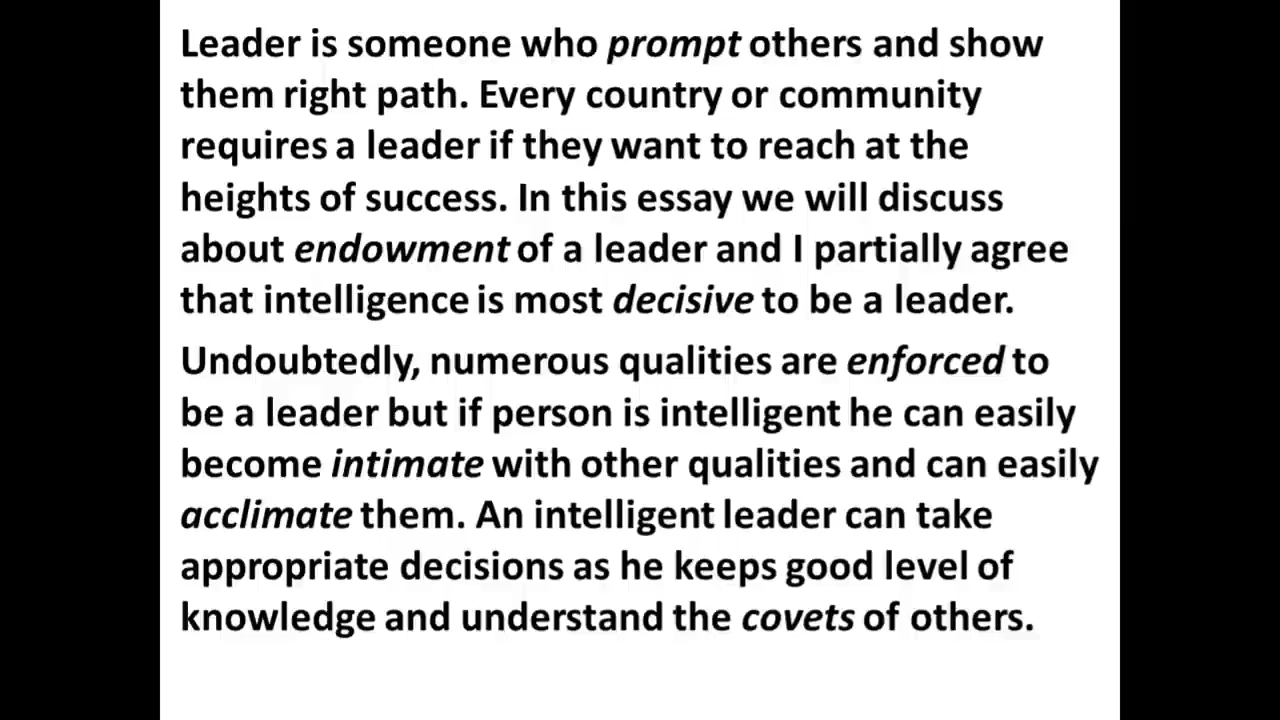 Leader is someone who prompt others and show
them right path. Every country or community
requires a leader if they want to reach at the
heights of success. In this essay we will discuss
about endowment of a leader and I partially agree
that intelligence is most decisive to be a leader.
Undoubtedly, numerous qualities are enforced to
be a leader but if person is intelligent he can easily
become intimate with other qualities and can easily
acclimate them. An intelligent leader can take
appropriate decisions as he keeps good level of
knowledge and understand the covets of others.